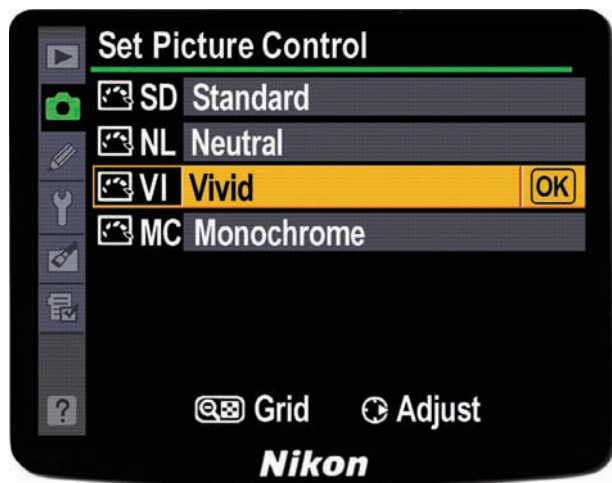 Set Picture Control
SD Standard
NL Neutral
VI Vivid OK
MC Monochrome
? Grid Adjust
Nikon